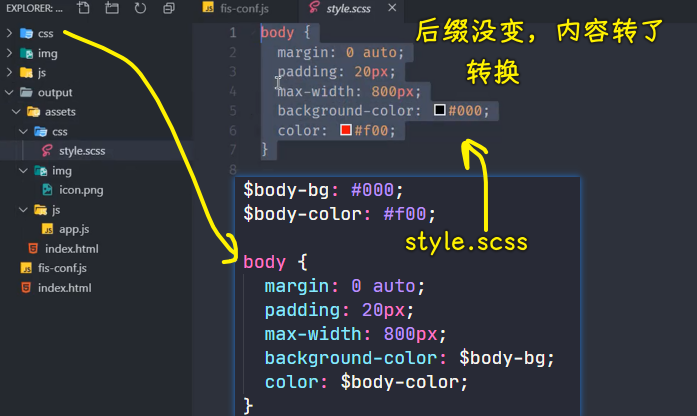 EXPLORER: ...
css
img
js
output
assets
css
style.scss
img
icon.png
js
app.js
index.html
fis-conf.js
index.html
fis-conf.js
style.scss
1 body {
2 margin: 0 auto;
3 padding: 20px;
4 max-width: 800px;
5 background-color: #000;
6 color: #f00;
7 }
8
后缀没变，内容转了
转换
style.scss
$body-bg: #000;
$body-color: #f00;
body {
margin: 0 auto;
padding: 20px;
max-width: 800px;
background-color: $body-bg;
color: $body-color;
}